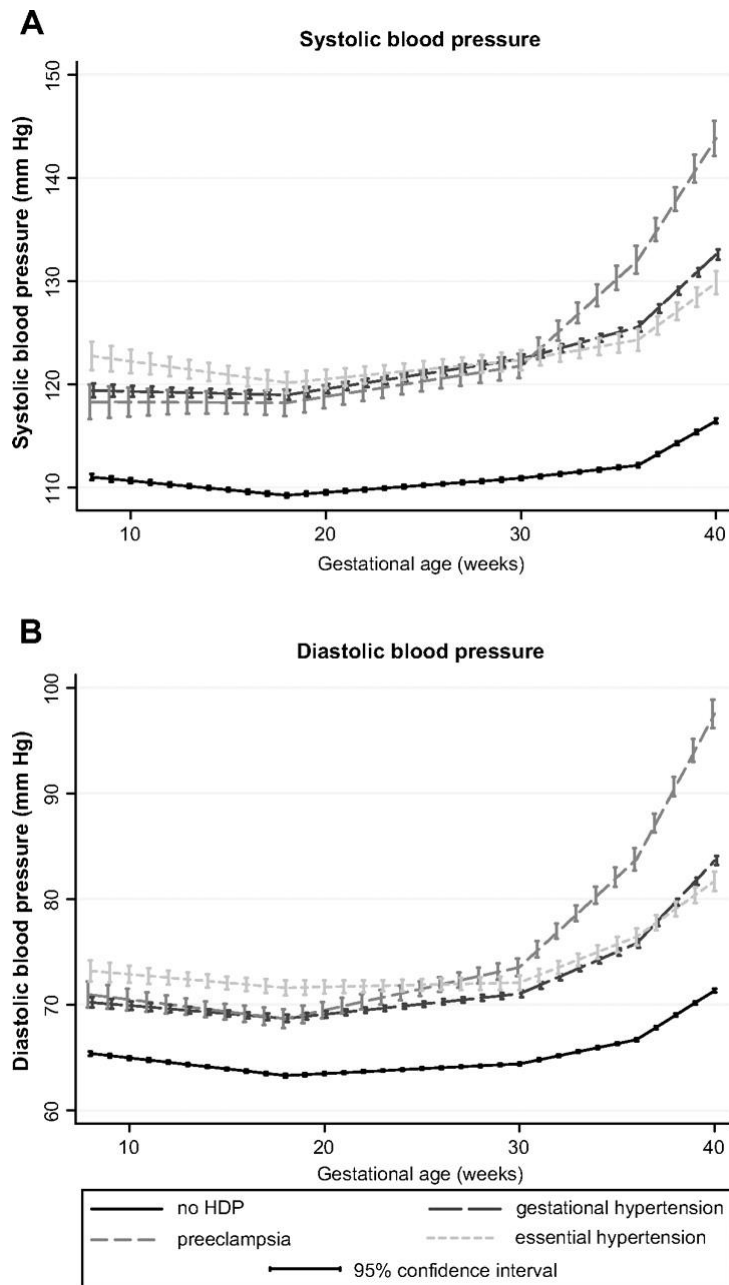 A
Systolic blood pressure
Systolic blood pressure (mm Hg)
150
140
130
120
110
10 20 30 40
Gestational age (weeks)
B
Diastolic blood pressure
Diastolic blood pressure (mm Hg)
100
90
80
70
60
10 20 30 40
Gestational age (weeks)
no HDP gestational hypertension
preeclampsia essential hypertension
95% confidence interval